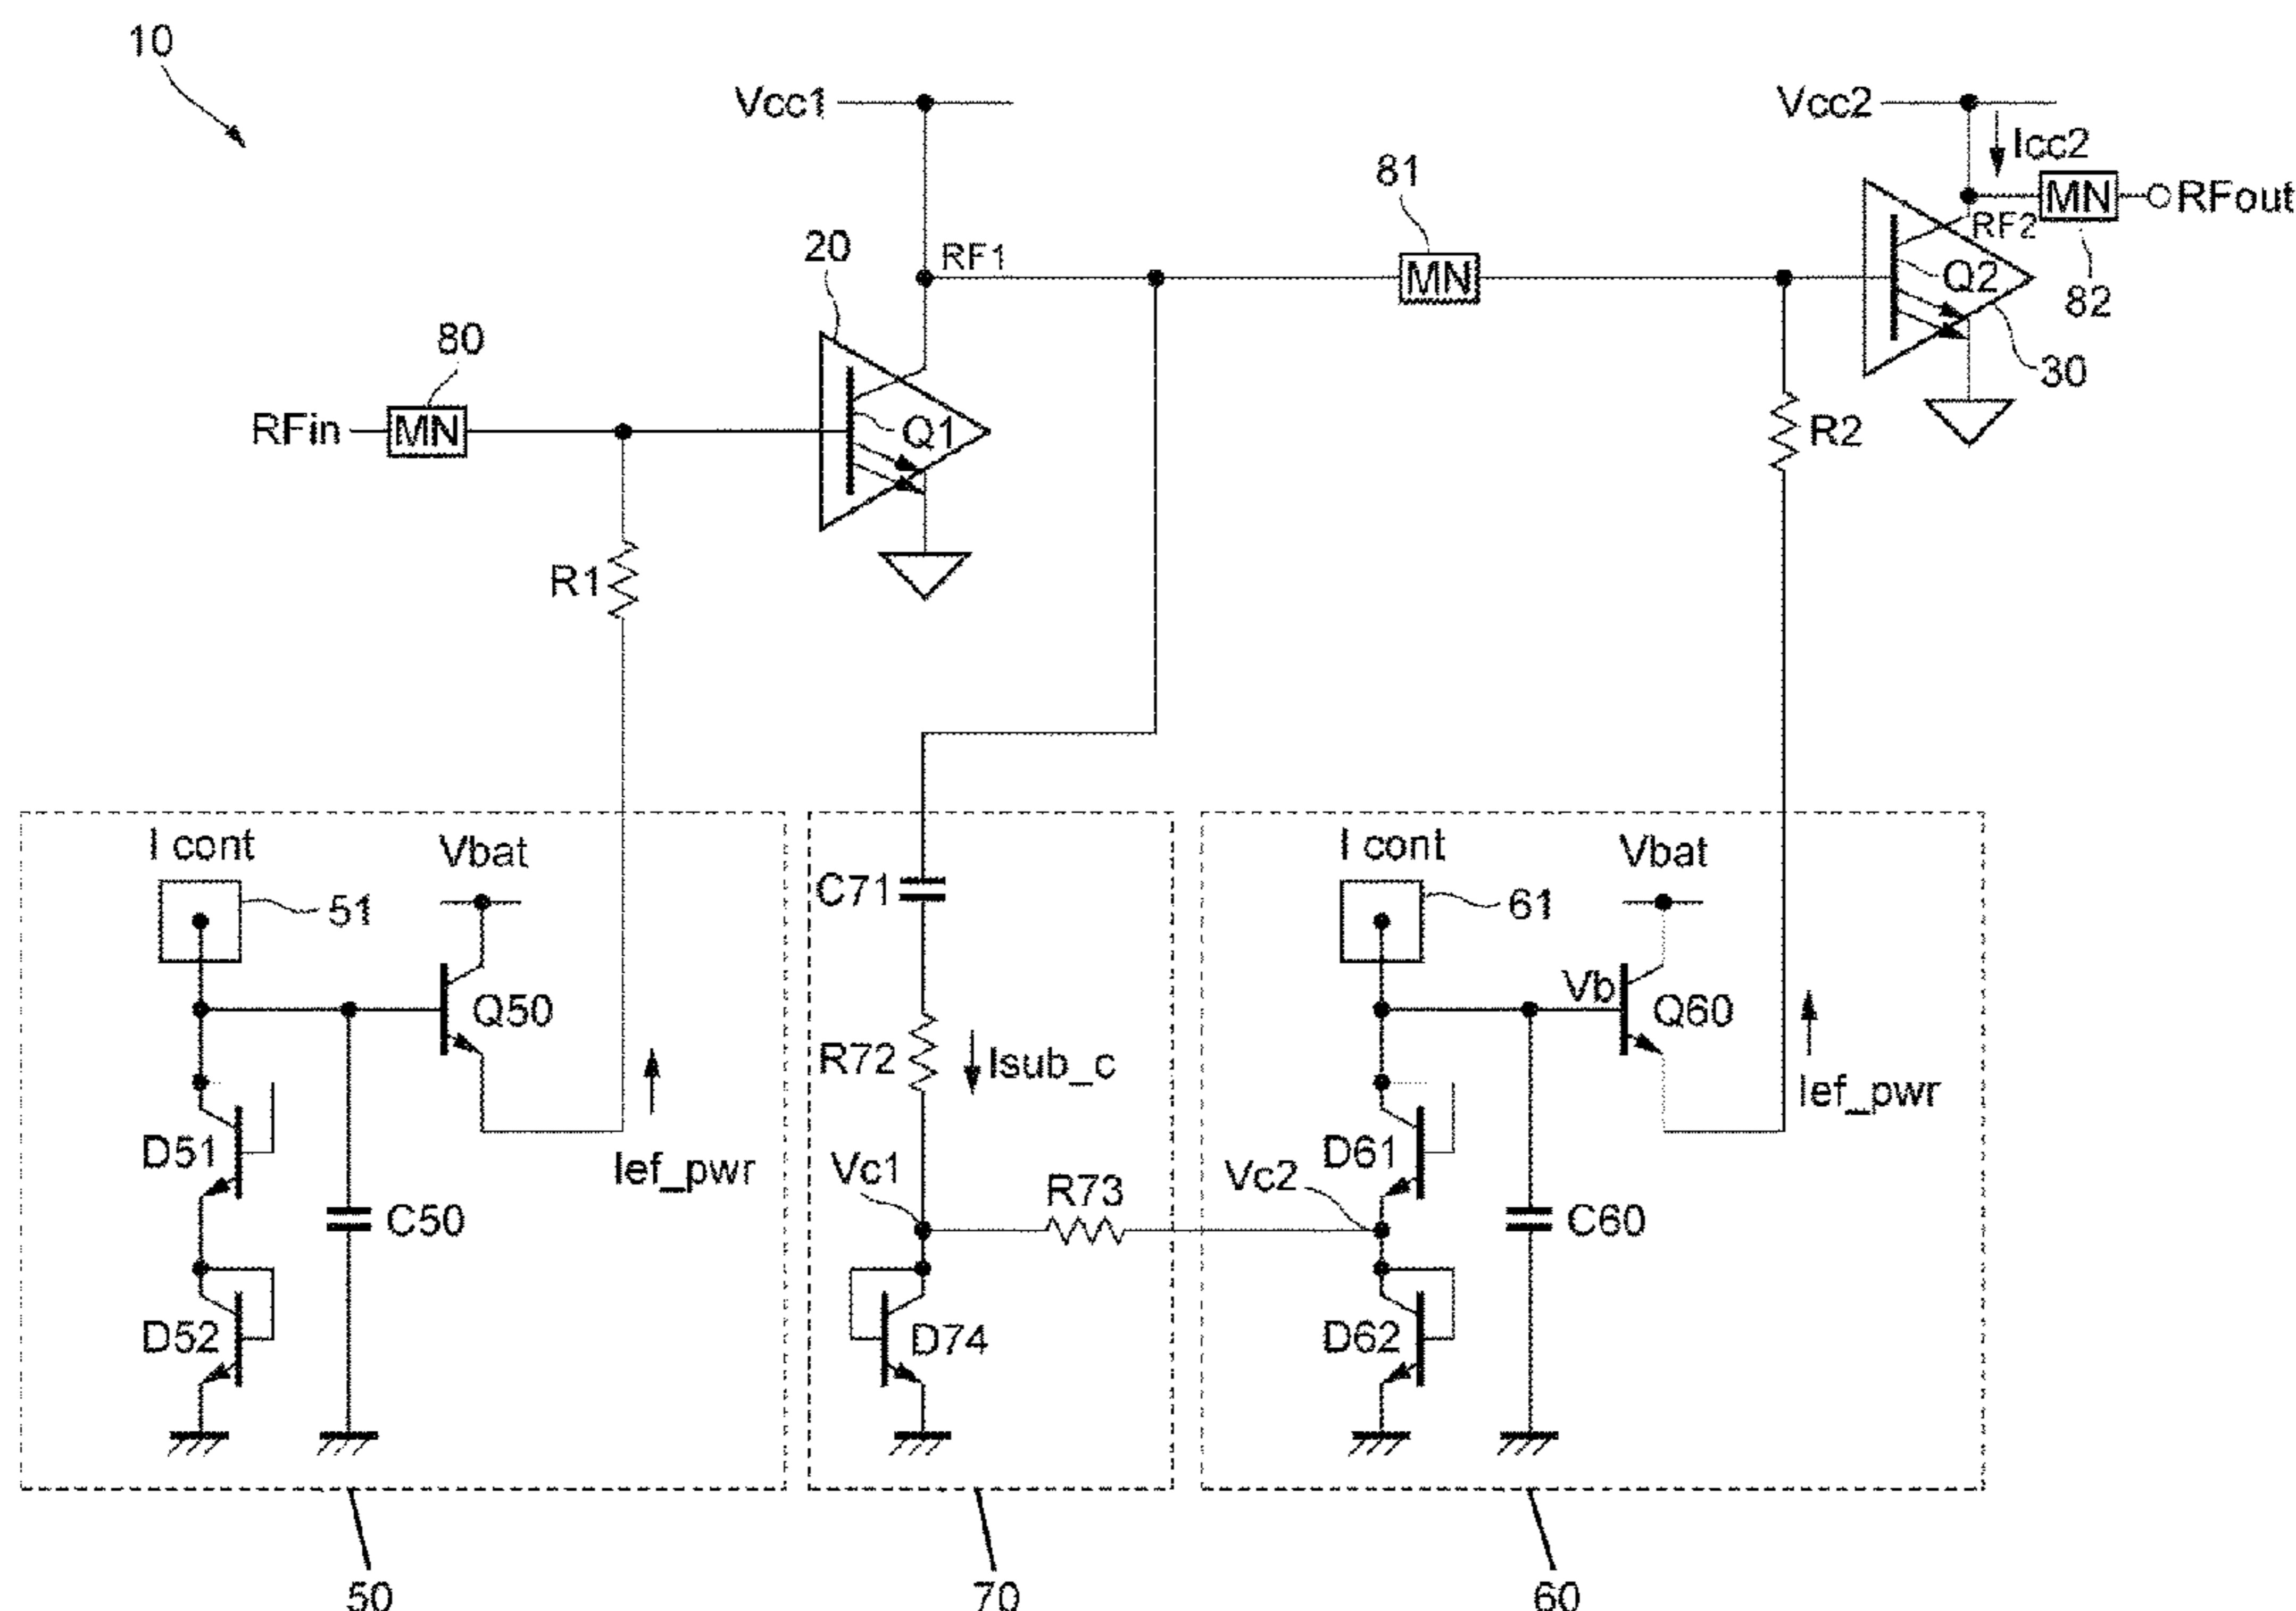 10
Vcc1
Vcc2
Icc2
81
MN
RFout
20
RF1
RF2
MN
Q2
82
80
30
RFin
MN
Q1
R2
R1
I cont
Vbat
I cont
Vbat
51
C71
61
Vb
Q50
Q60
R72
Isub_c
Ief_pwr
D51
Ief_pwr
Vc1
R73
Vc2
D61
C50
C60
D52
D74
D62
50
70
60